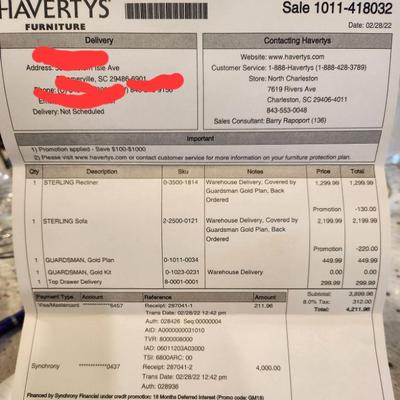 HAVERTYS
FURNITURE
Sale 1011-418032
Date: 02/28/22
Delivery
Contacting Havertys
Address: Isle Ave
Summerville, SC 29486-6901
Phone:
Delivery: Not Scheduled
Website: www.havertys.com
Customer Service: 1-888-Havertys (1-888-428-3789)
Store: North Charleston
7619 Rivers Ave
Charleston, SC 29406-4011
843-553-0048
Sales Consultant: Barry Rapoport (136)
Important
1) Promotion applied - Save $100-$1000
2) Please visit www.havertys.com or contact customer service for more information on your furniture protection plan.
Qty Description Sku Notes Price Total
1 STERLING Recliner 0-3500-1814 Warehouse Delivery, Covered by 1,299.99 1,299.99
Guardsman Gold Plan, Back
Ordered
Promotion -130.00
1 STERLING Sofa 2-2500-0121 Warehouse Delivery, Covered by 2,199.99 2,199.99
Guardsman Gold Plan, Back
Ordered
Promotion -220.00
1 GUARDSMAN, Gold Plan 0-1011-0034 449.99 449.99
1 GUARDSMAN, Gold Kit 0-1023-0231 Warehouse Delivery 0.00 0.00
1 Top Drawer Delivery 8-0001-0001 299.99 299.99
Subtotal: 3,899.96
8.0% Tax: 312.00
Total: 4,211.96
Payment Type Account Reference Amount
Visa/Mastercard ************6457 Receipt: 287041-1 211.96
Trans Date: 02/28/22 12:42 pm
Auth: 028426 Seq:00000004
AID: A0000000031010
TVR: 8000008000
IAD: 06011203A03000
TSI: 6800ARC: 00
Synchrony ************0437 Receipt: 287041-2 4,000.00
Trans Date: 02/28/22 12:42 pm
Auth: 028936
Financed by Synchrony Financial under credit promotion: 18 Months Deferred Interest (Promo code: GM18)